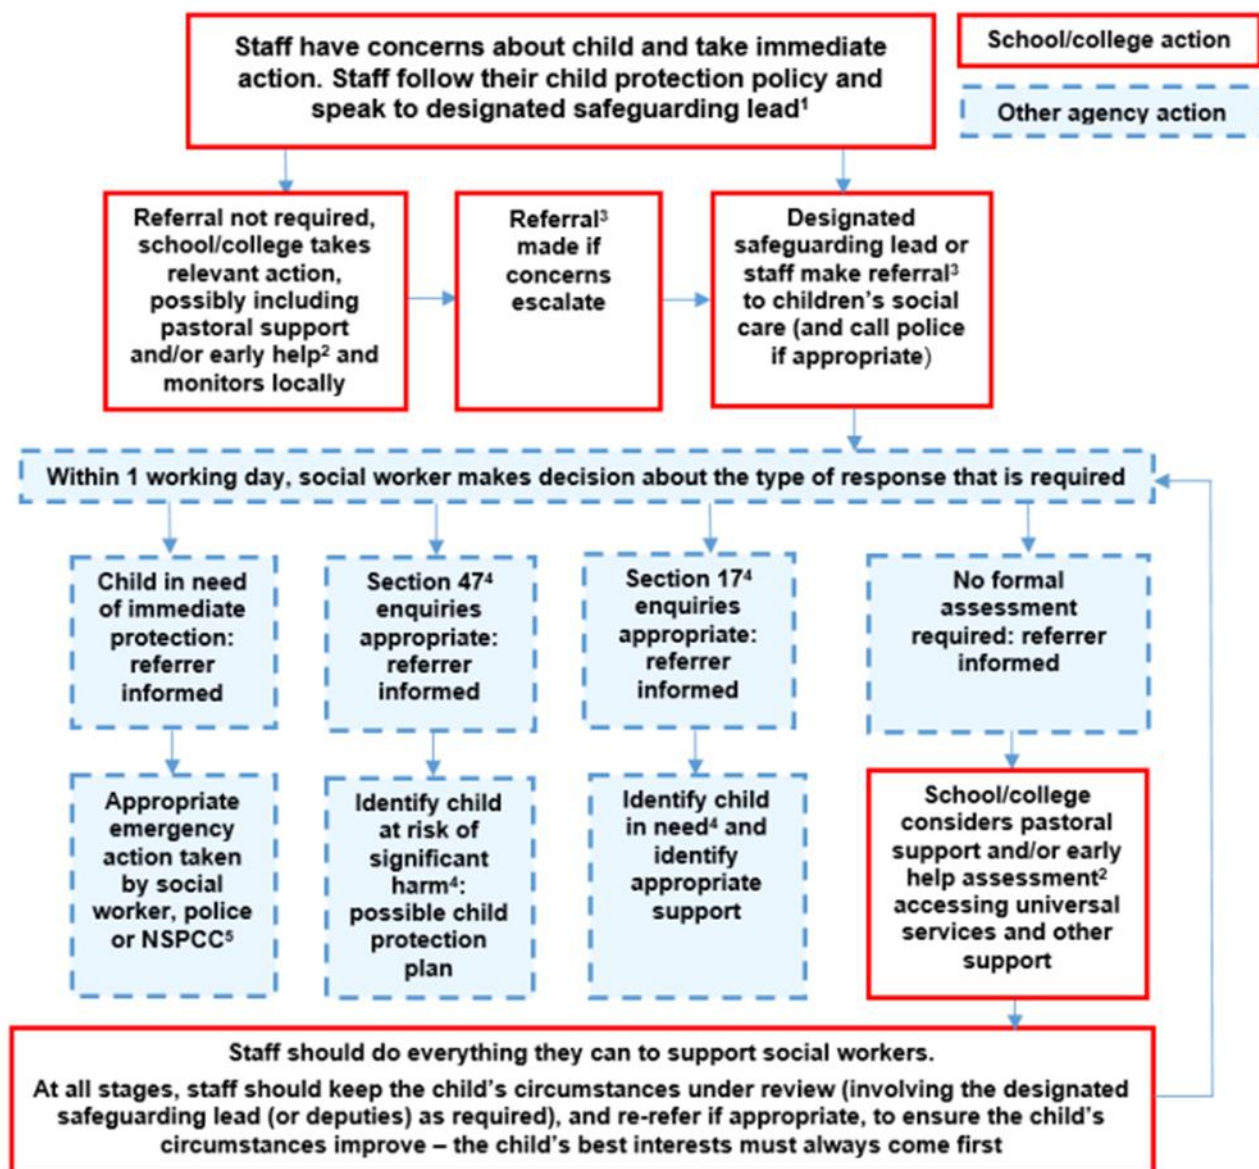 Staff have concerns about child and take immediate
action. Staff follow their child protection policy and
speak to designated safeguarding lead¹
School/college action
Other agency action
Referral not required,
school/college takes
relevant action,
possibly including
pastoral support
and/or early help² and
monitors locally
Referral³
made if
concerns
escalate
Designated
safeguarding lead or
staff make referral³
to children’s social
care (and call police
if appropriate)
Within 1 working day, social worker makes decision about the type of response that is required
Child in need
of immediate
protection:
referrer
informed
Section 47⁴
enquiries
appropriate:
referrer
informed
Section 17⁴
enquiries
appropriate:
referrer
informed
No formal
assessment
required: referrer
informed
Appropriate
emergency
action taken
by social
worker, police
or NSPCC⁵
Identify child
at risk of
significant
harm⁴:
possible child
protection
plan
Identify child
in need⁴ and
identify
appropriate
support
School/college
considers pastoral
support and/or early
help assessment²
accessing universal
services and other
support
Staff should do everything they can to support social workers.
At all stages, staff should keep the child’s circumstances under review (involving the designated
safeguarding lead (or deputies) as required), and re-refer if appropriate, to ensure the child’s
circumstances improve – the child’s best interests must always come first